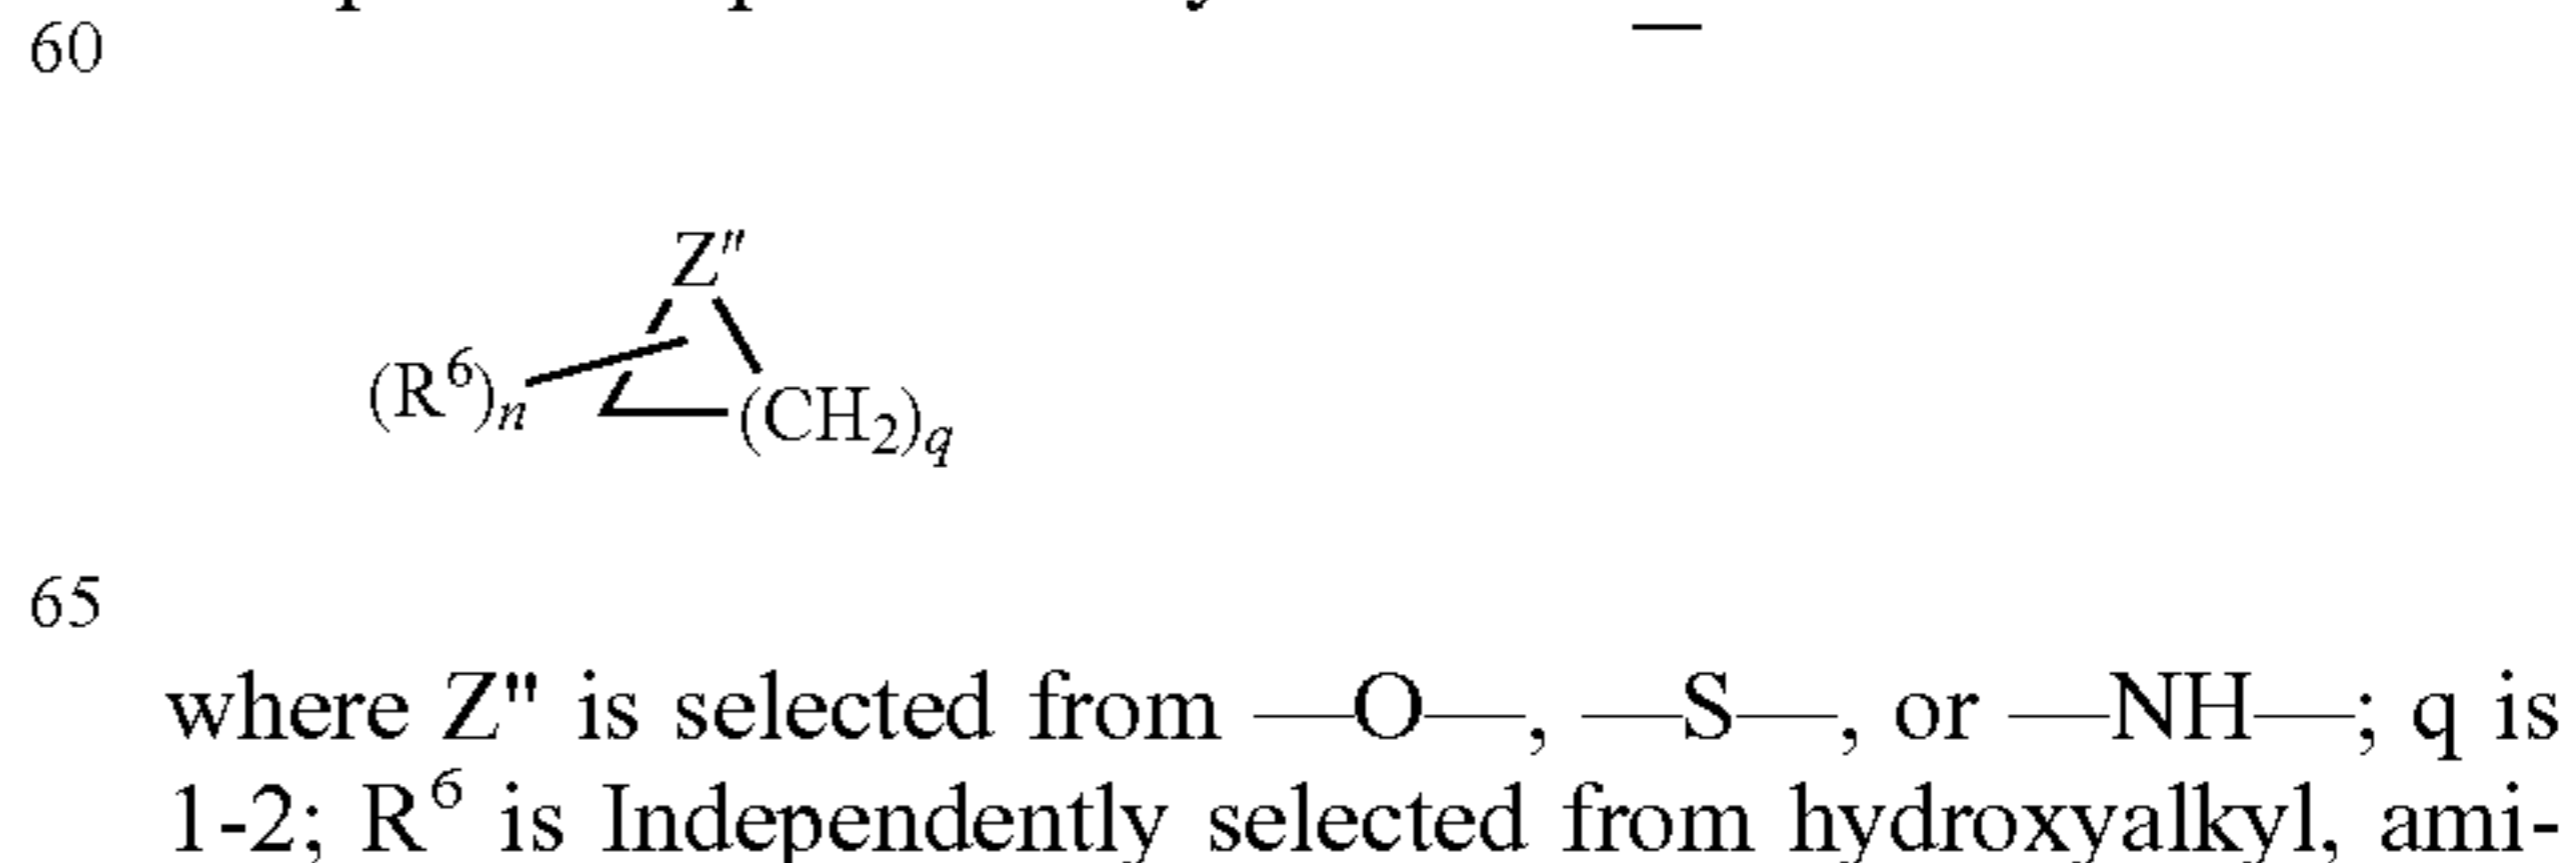 60
Z"
(R⁶)ₙ
(CH₂)q
65
where Z" is selected from —O—, —S—, or —NH—; q is
1-2; R⁶ is Independently selected from hydroxyalkyl, ami-